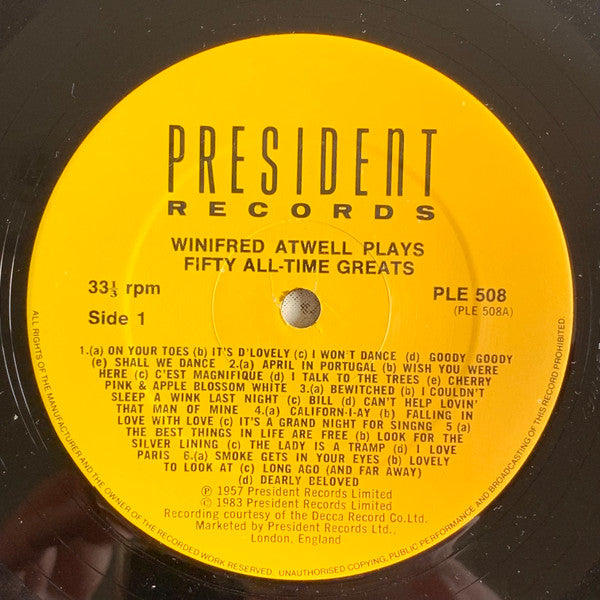 PRESIDENT
RECORDS
WINIFRED ATWELL PLAYS
FIFTY ALL-TIME GREATS
33⅓ rpm
PLE 508
Side 1
(PLE 508A)
1.(a) ON YOUR TOES (b) IT'S D'LOVELY (c) I WON'T DANCE (d) GOODY GOODY
(e) SHALL WE DANCE 2.(a) APRIL IN PORTUGAL (b) WISH YOU WERE
HERE (c) C'EST MAGNIFIQUE (d) I TALK TO THE TREES (e) CHERRY
PINK & APPLE BLOSSOM WHITE 3.(a) BEWITCHED (b) I COULDN'T
SLEEP A WINK LAST NIGHT (c) BILL (d) CAN'T HELP LOVIN'
THAT MAN OF MINE 4.(a) CALIFORN-I-AY (b) FALLING IN
LOVE WITH LOVE (c) IT'S A GRAND NIGHT FOR SINGNG 5 (a)
THE BEST THINGS IN LIFE ARE FREE (b) LOOK FOR THE
SILVER LINING (c) THE LADY IS A TRAMP (d) I LOVE
PARIS 6.(a) SMOKE GETS IN YOUR EYES (b) LOVELY
TO LOOK AT (c) LONG AGO (AND FAR AWAY)
(d) DEARLY BELOVED
Ⓟ 1957 President Records Limited
© 1983 President Records Limited
Recording courtesy of the Decca Record Co.Ltd.
Marketed by President Records Ltd.,
London, England
ALL RIGHTS OF THE MANUFACTURER AND THE OWNER OF THE RECORDED WORK RESERVED. UNAUTHORISED COPYING, PUBLIC PERFORMANCE AND BROADCASTING OF THIS RECORD PROHIBITED.